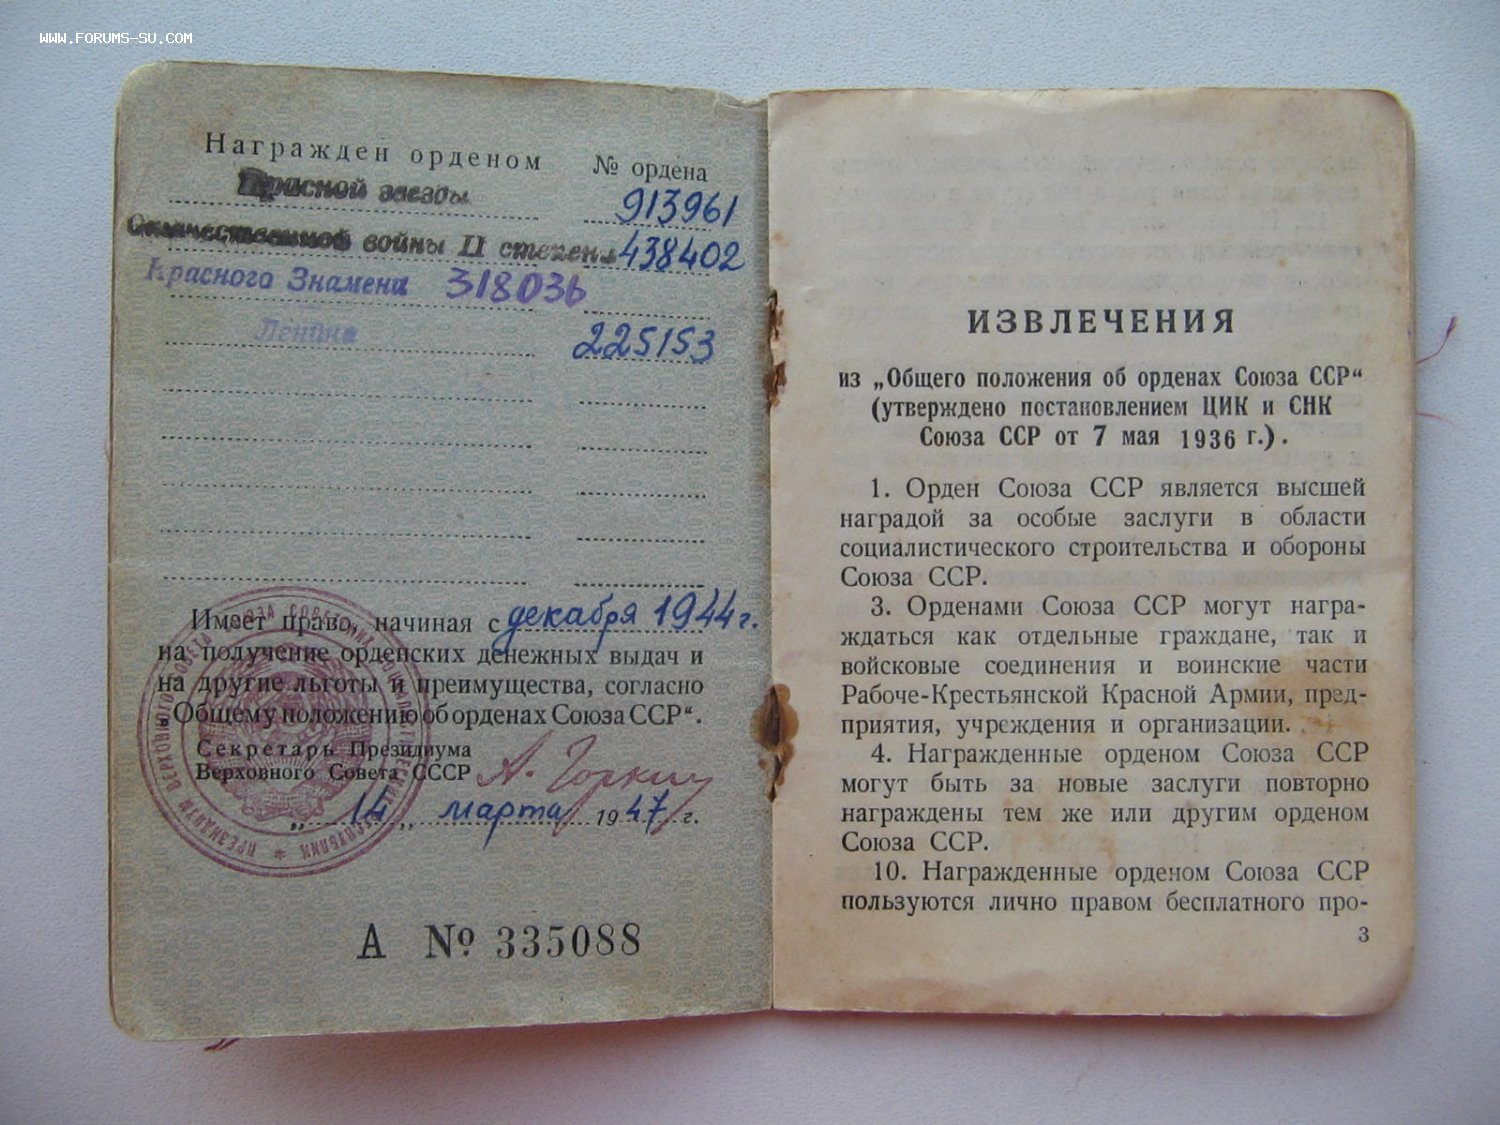 WWW.FORUMS-SU.COM
Награжден орденом № ордена
Красной звезды 913961
Отечественной войны II степени 438402
Красного Знамени 318036
Ленина 225153
Имеет право, начиная с декабря 1944 г.
на получение орденских денежных выдач и
на другие льготы и преимущества, согласно
„Общему положению об орденах Союза ССР“.
Секретарь Президиума
Верховного Совета СССР А. Горкин
„ 14 „ марта 1947 г.
А № 335088
ИЗВЛЕЧЕНИЯ
из „Общего положения об орденах Союза ССР“
(утверждено постановлением ЦИК и СНК
Союза ССР от 7 мая 1936 г.).
1. Орден Союза ССР является высшей
наградой за особые заслуги в области
социалистического строительства и обороны
Союза ССР.
3. Орденами Союза ССР могут награ-
ждаться как отдельные граждане, так и
войсковые соединения и воинские части
Рабоче-Крестьянской Красной Армии, пред-
приятия, учреждения и организации.
4. Награжденные орденом Союза ССР
могут быть за новые заслуги повторно
награждены тем же или другим орденом
Союза ССР.
10. Награжденные орденом Союза ССР
пользуются лично правом бесплатного про-
3